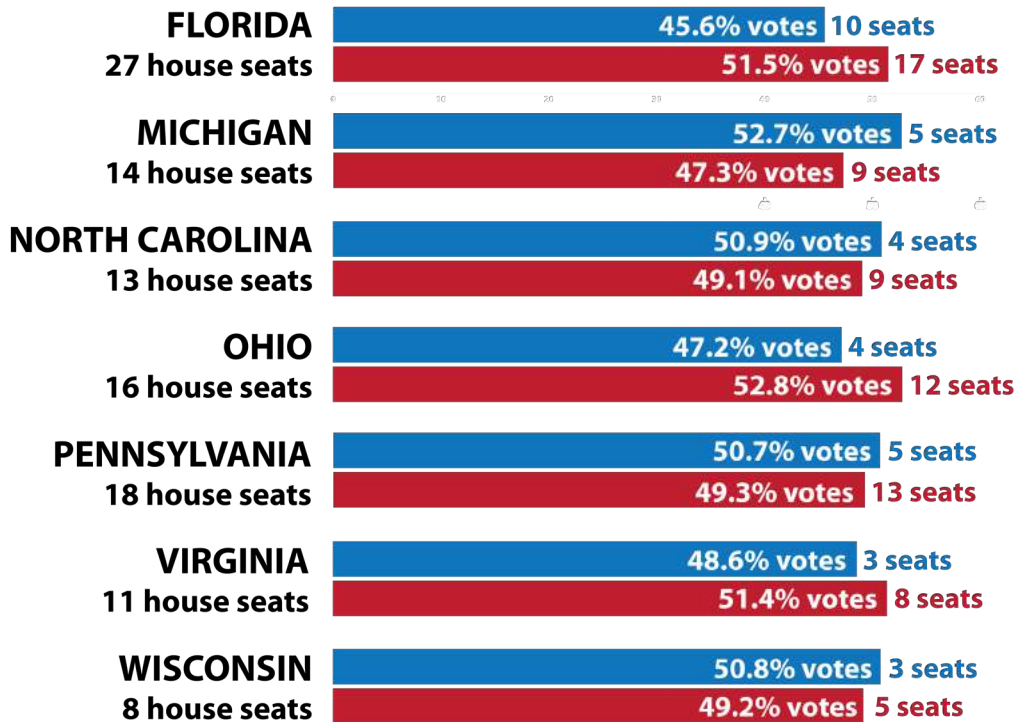 FLORIDA
27 house seats
45.6% votes 10 seats
51.5% votes 17 seats
MICHIGAN
14 house seats
52.7% votes 5 seats
47.3% votes 9 seats
NORTH CAROLINA
13 house seats
50.9% votes 4 seats
49.1% votes 9 seats
OHIO
16 house seats
47.2% votes 4 seats
52.8% votes 12 seats
PENNSYLVANIA
18 house seats
50.7% votes 5 seats
49.3% votes 13 seats
VIRGINIA
11 house seats
48.6% votes 3 seats
51.4% votes 8 seats
WISCONSIN
8 house seats
50.8% votes 3 seats
49.2% votes 5 seats